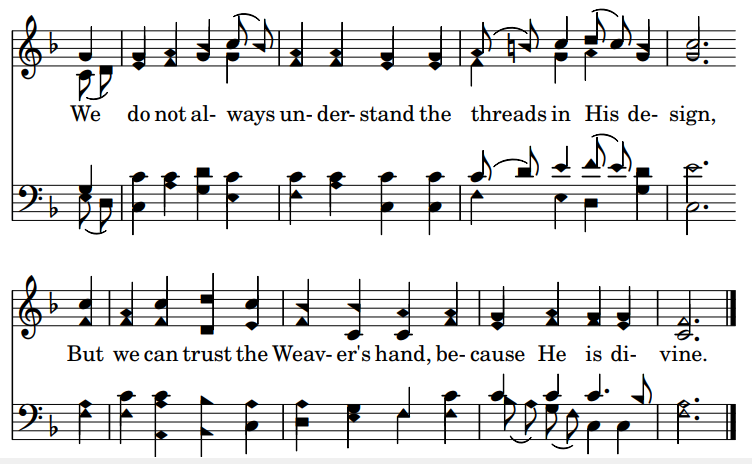 We do not al- ways un- der- stand the threads in His de- sign,
But we can trust the Weav- er's hand, be- cause He is di- vine.